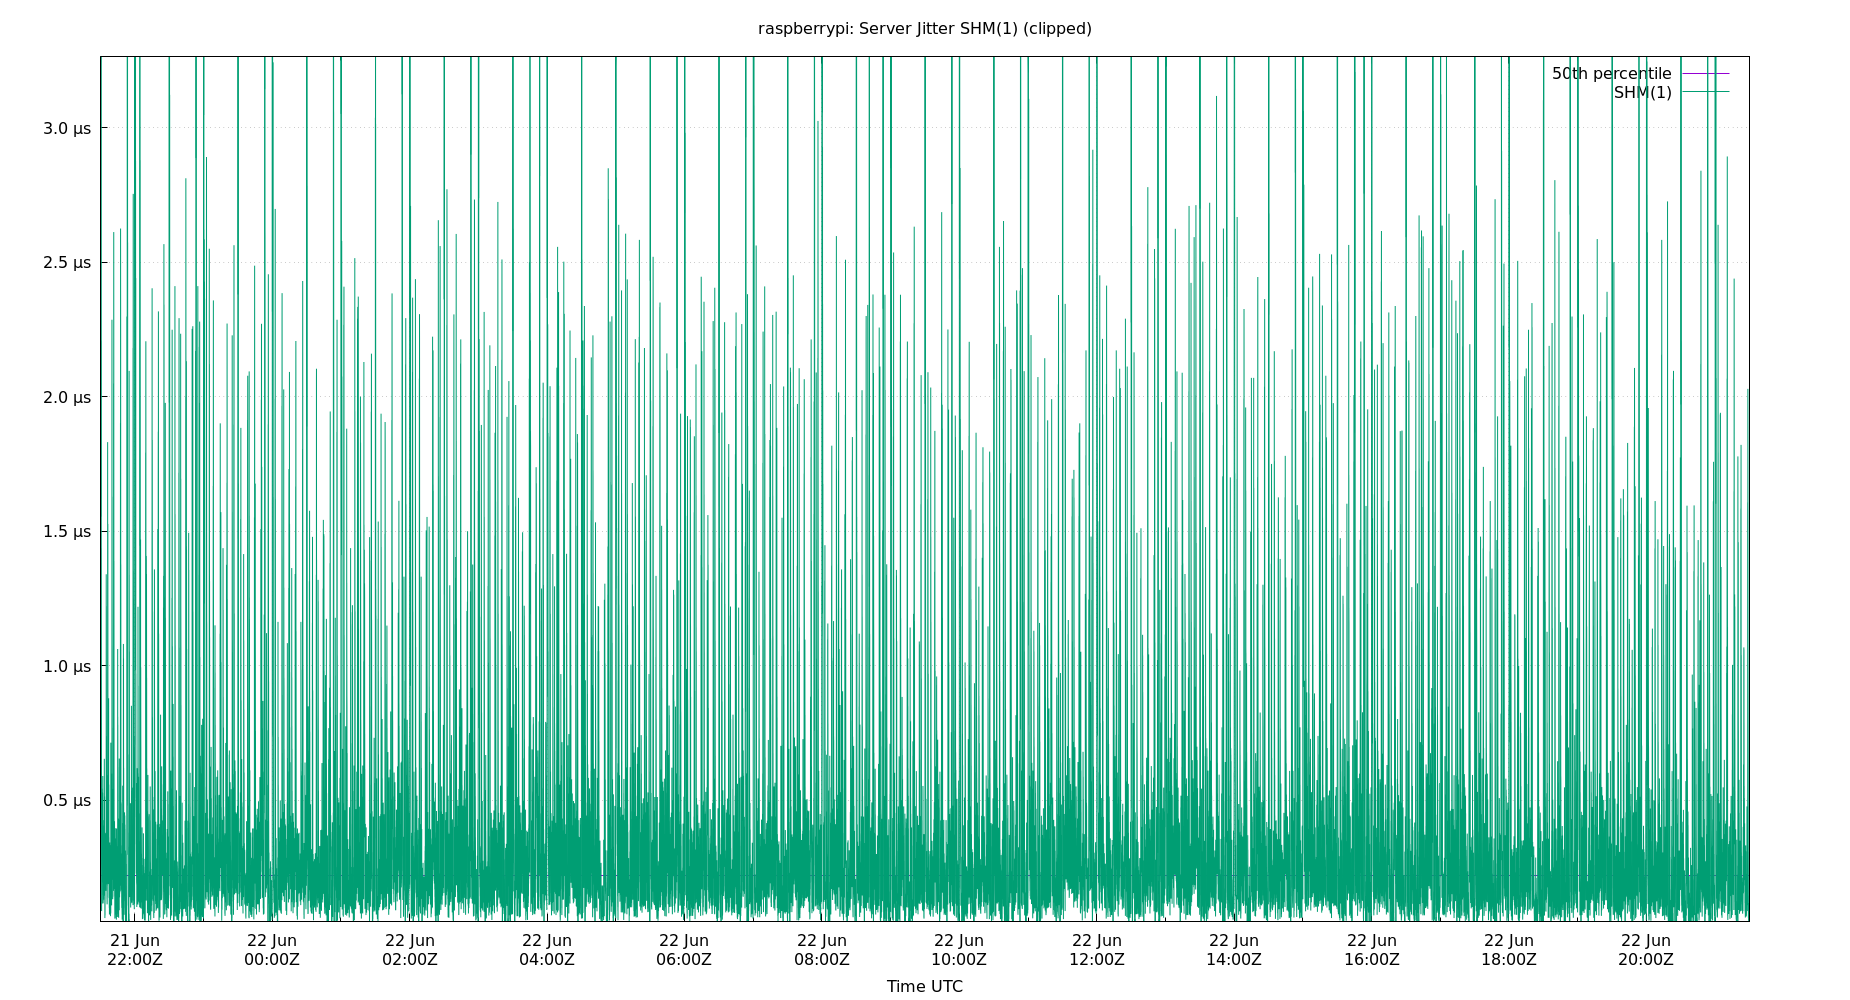 raspberrypi: Server Jitter SHM(1) (clipped)
50th percentile
SHM(1)
3.0 μs
2.5 μs
2.0 μs
1.5 μs
1.0 μs
0.5 μs
21 Jun 22 Jun 22 Jun 22 Jun 22 Jun 22 Jun 22 Jun 22 Jun 22 Jun 22 Jun 22 Jun 22 Jun
22:00Z 00:00Z 02:00Z 04:00Z 06:00Z 08:00Z 10:00Z 12:00Z 14:00Z 16:00Z 18:00Z 20:00Z
Time UTC